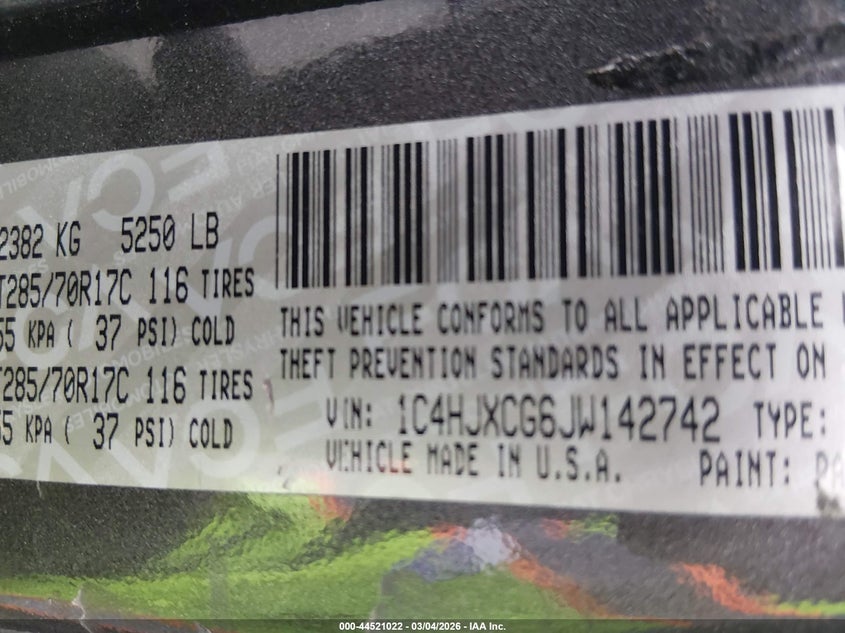 2382 KG 5250 LB
T285/70R17C 116 TIRES
55 KPA ( 37 PSI) COLD
T285/70R17C 116 TIRES
55 KPA ( 37 PSI) COLD
THIS VEHICLE CONFORMS TO ALL APPLICABLE
THEFT PREVENTION STANDARDS IN EFFECT ON
VIN: 1C4HJXCG6JW142742 TYPE:
VEHICLE MADE IN U.S.A. PAINT: PA
000-44521022 — 03/04/2026 — IAA Inc.